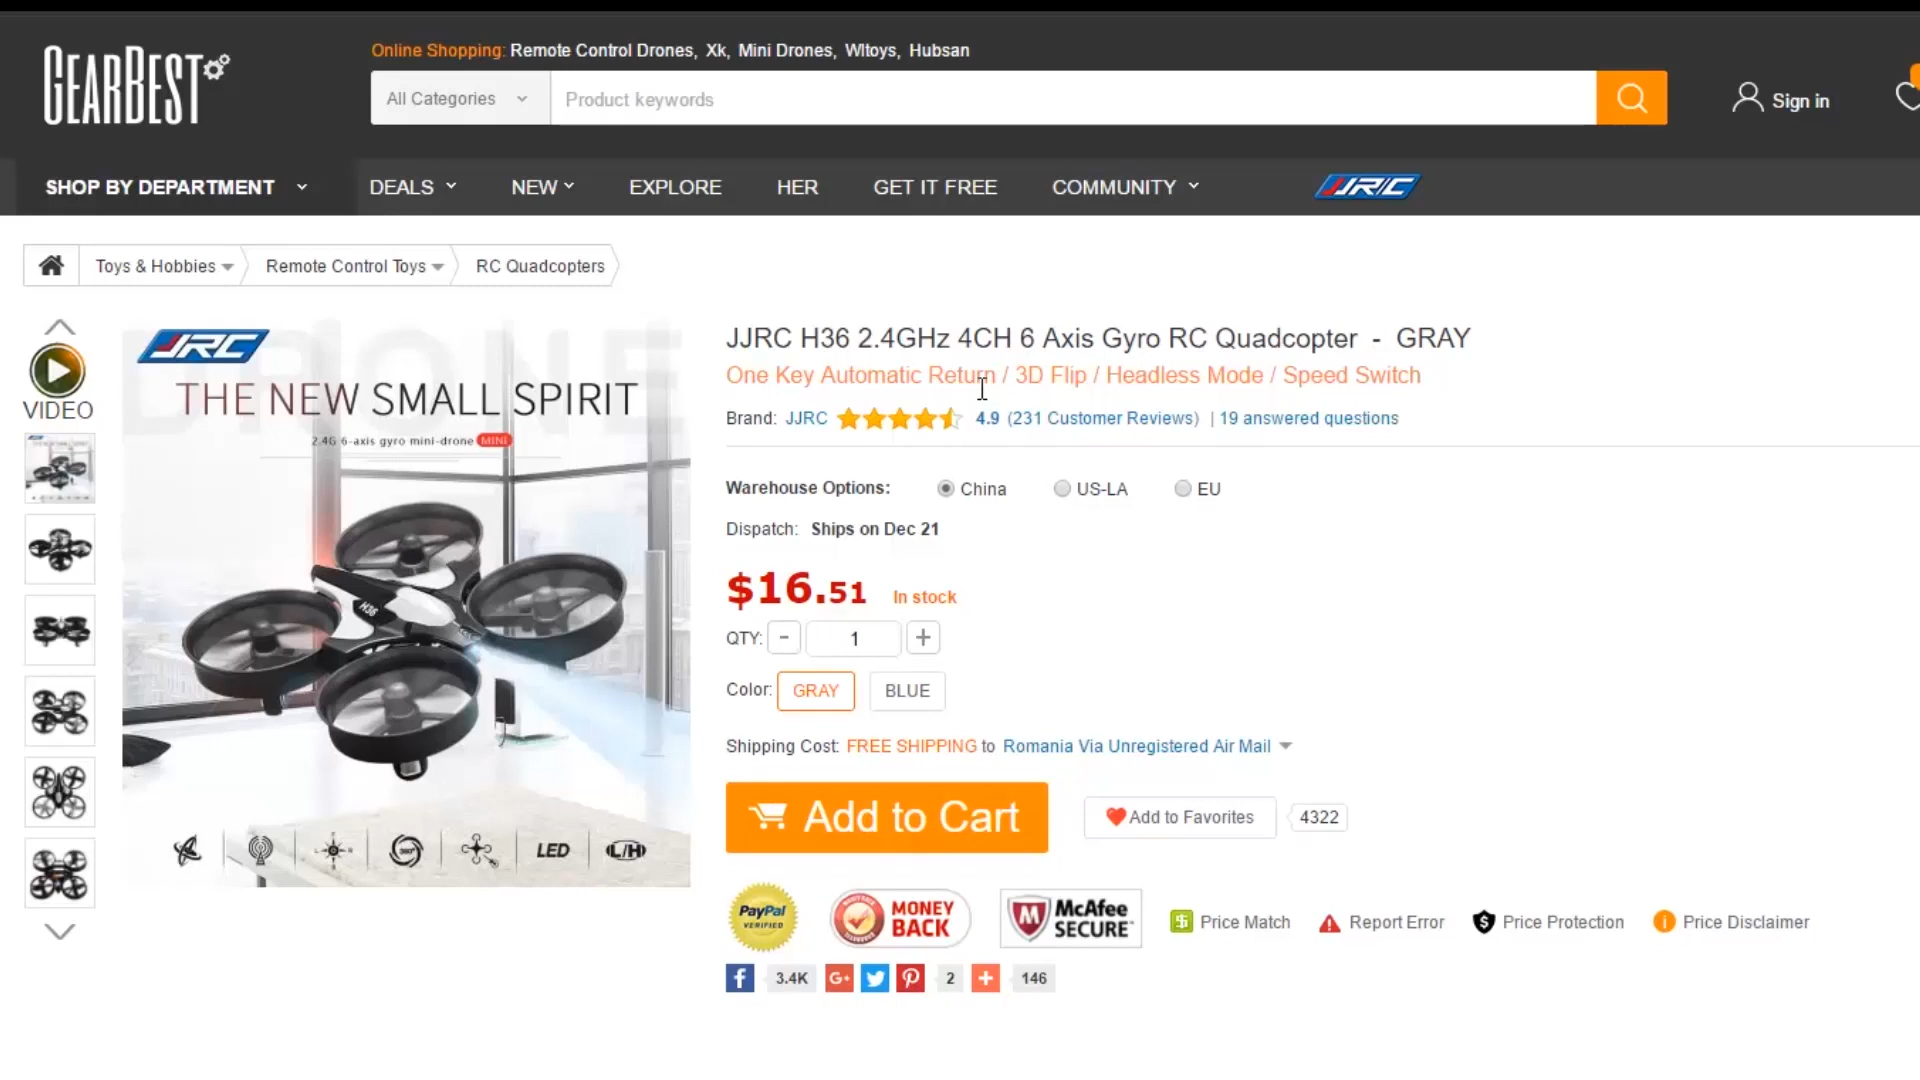 GEARBEST
Online Shopping: Remote Control Drones, Xk, Mini Drones, Wltoys, Hubsan
All Categories
Product keywords
Sign in
SHOP BY DEPARTMENT
DEALS
NEW
EXPLORE
HER
GET IT FREE
COMMUNITY
JJRC
Toys & Hobbies
Remote Control Toys
RC Quadcopters
VIDEO
DRONE
JJRC
THE NEW SMALL SPIRIT
2.4G 6-axis gyro mini-drone MINI
H36
360°
LED
L/H
JJRC H36 2.4GHz 4CH 6 Axis Gyro RC Quadcopter - GRAY
One Key Automatic Return / 3D Flip / Headless Mode / Speed Switch
Brand: JJRC 4.9 (231 Customer Reviews) | 19 answered questions
Warehouse Options: China US-LA EU
Dispatch: Ships on Dec 21
$16.51 In stock
QTY: - 1 +
Color: GRAY BLUE
Shipping Cost: FREE SHIPPING to Romania Via Unregistered Air Mail
Add to Cart
Add to Favorites
4322
PayPal
VERIFIED
MONEY
BACK
McAfee
SECURE
Price Match
Report Error
Price Protection
Price Disclaimer
f 3.4K G+ 2 + 146